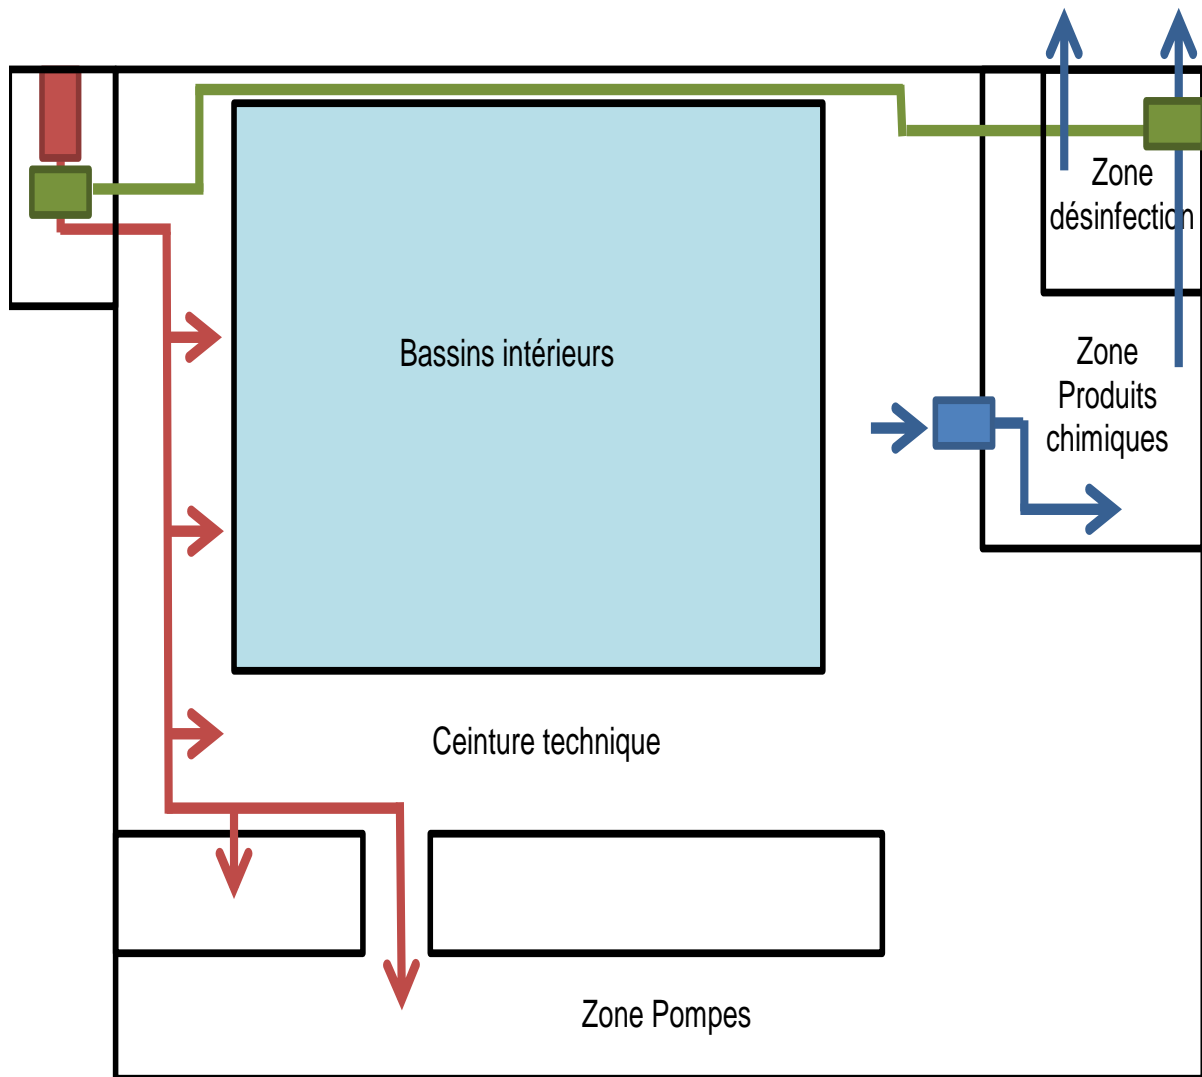 Zone
désinfection
Bassins intérieurs
Zone
Produits
chimiques
Ceinture technique
Zone Pompes